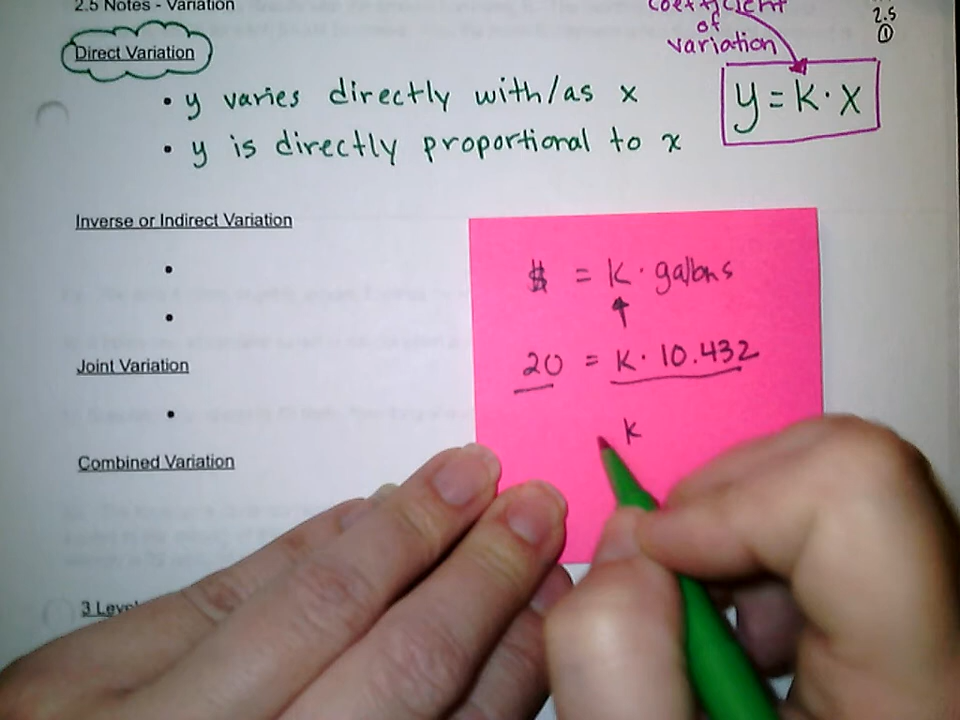 2.5 Notes - Variation
coefficient
of
variation
2.5
①
Direct Variation
• y varies directly with/as x
y = k · x
• y is directly proportional to x
Inverse or Indirect Variation
•
•
$ = k · gallons
Joint Variation
20 = k · 10.432
•
k
Combined Variation
3